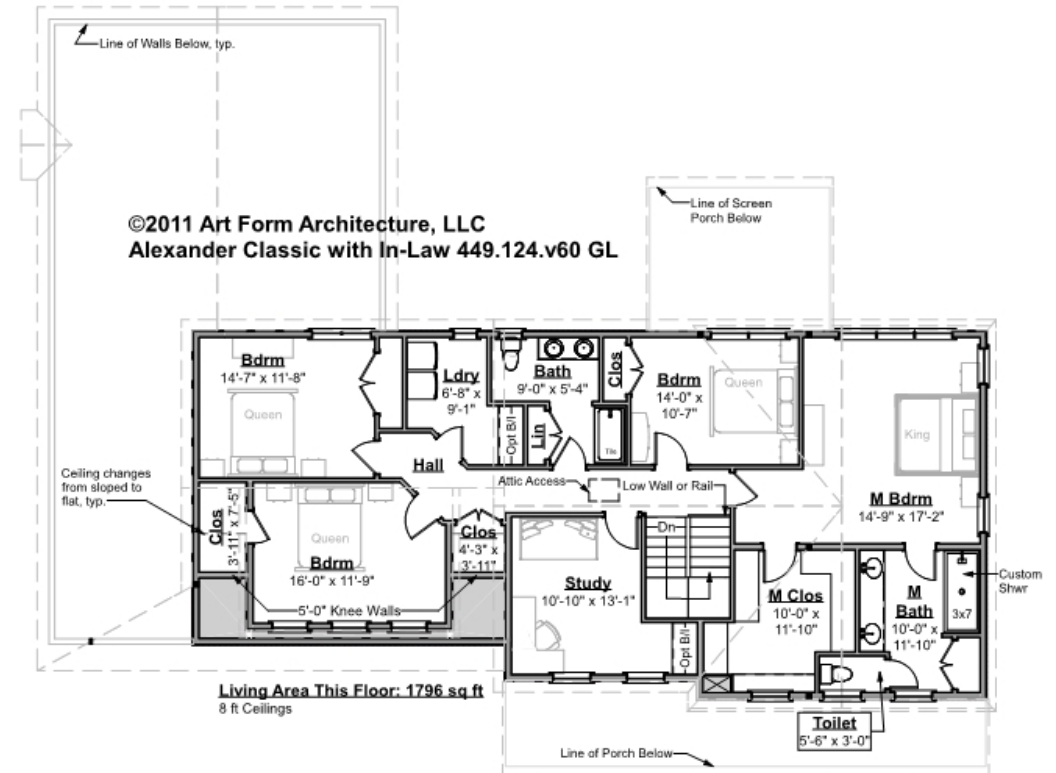 Line of Walls Below, typ.
Line of Screen
Porch Below
©2011 Art Form Architecture, LLC
Alexander Classic with In-Law 449.124.v60 GL
Bdrm
14'-7" x 11'-8"
Queen
Ldry
6'-8" x
9'-1"
Bath
9'-0" x 5'-4"
Clos
Bdrm
14'-0" x
10'-7"
Queen
King
Opt B/I
Lin
Tile
Hall
Ceiling changes
from sloped to
flat, typ.
Attic Access
Low Wall or Rail
M Bdrm
14'-9" x 17'-2"
Clos
3'-11" x 7'-5"
Queen
Bdrm
16'-0" x 11'-9"
Clos
4'-3" x
3'-11"
Dn
Study
10'-10" x 13'-1"
M Clos
10'-0" x
11'-10"
M
Bath
10'-0" x
11'-10"
Custom
Shwr
3x7
5'-0" Knee Walls
Opt B/I
Living Area This Floor: 1796 sq ft
8 ft Ceilings
Toilet
5'-6" x 3'-0"
Line of Porch Below